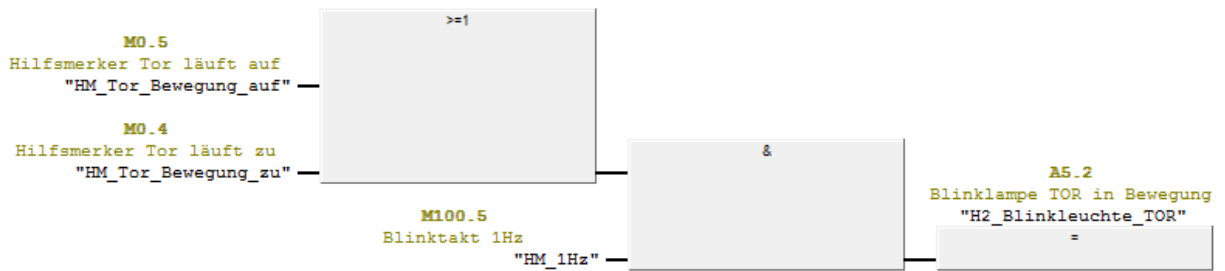 >=1
M0.5
Hilfsmerker Tor läuft auf
"HM_Tor_Bewegung_auf"
M0.4
Hilfsmerker Tor läuft zu
"HM_Tor_Bewegung_zu"
&
M100.5
Blinktakt 1Hz
"HM_1Hz"
A5.2
Blinklampe TOR in Bewegung
"H2_Blinkleuchte_TOR"
=